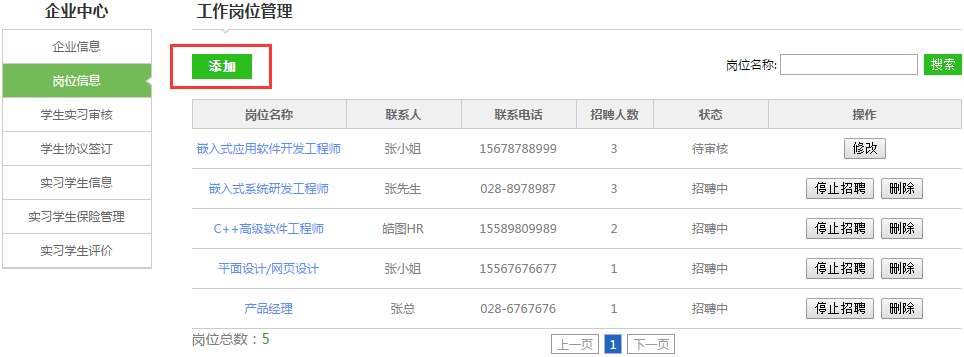 企业中心
企业信息
岗位信息
学生实习审核
学生协议签订
实习学生信息
实习学生保险管理
实习学生评价
工作岗位管理
添加 岗位名称: 搜索
岗位名称 联系人 联系电话 招聘人数 状态 操作
嵌入式应用软件开发工程师 张小姐 15678788999 3 待审核 修改
嵌入式系统研发工程师 张先生 028-8978987 3 招聘中 停止招聘 删除
C++高级软件工程师 皓图HR 15589809989 2 招聘中 停止招聘 删除
平面设计/网页设计 张小姐 15567676677 1 招聘中 停止招聘 删除
产品经理 张总 028-6767676 1 招聘中 停止招聘 删除
岗位总数：5 上一页 1 下一页